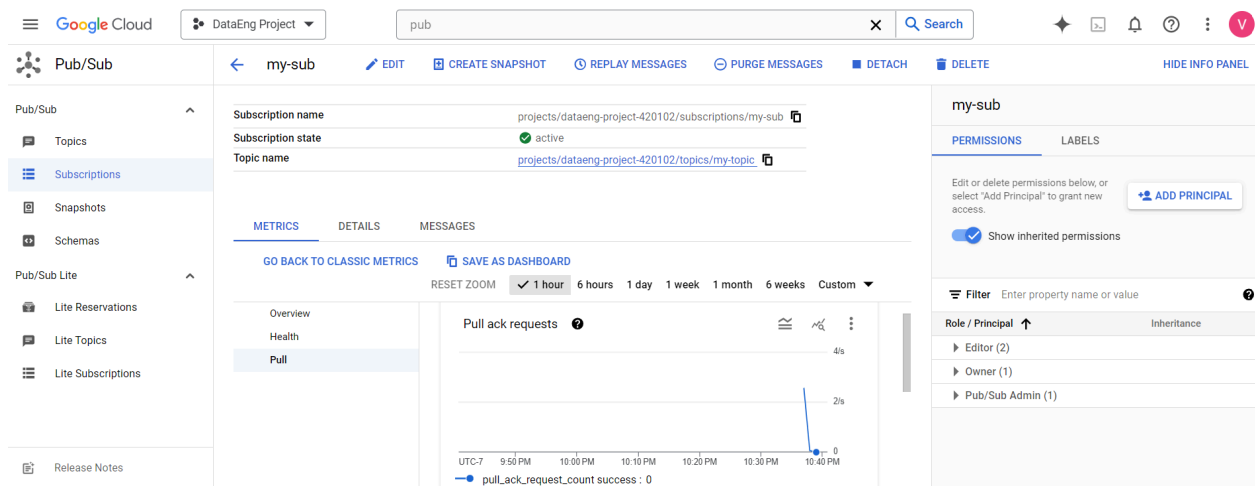 Google Cloud
DataEng Project
pub
Search
V
Pub/Sub
my-sub
EDIT
CREATE SNAPSHOT
REPLAY MESSAGES
PURGE MESSAGES
DETACH
DELETE
HIDE INFO PANEL
Pub/Sub
Topics
Subscriptions
Snapshots
Schemas
Pub/Sub Lite
Lite Reservations
Lite Topics
Lite Subscriptions
Release Notes
Subscription name projects/dataeng-project-420102/subscriptions/my-sub
Subscription state active
Topic name projects/dataeng-project-420102/topics/my-topic
METRICS DETAILS MESSAGES
GO BACK TO CLASSIC METRICS SAVE AS DASHBOARD
RESET ZOOM 1 hour 6 hours 1 day 1 week 1 month 6 weeks Custom
Overview
Health
Pull
Pull ack requests
4/s
2/s
0
UTC-7 9:50 PM 10:00 PM 10:10 PM 10:20 PM 10:30 PM 10:40 PM
pull_ack_request_count success : 0
my-sub
PERMISSIONS LABELS
Edit or delete permissions below, or
select "Add Principal" to grant new
access.
ADD PRINCIPAL
Show inherited permissions
Filter Enter property name or value
Role / Principal Inheritance
Editor (2)
Owner (1)
Pub/Sub Admin (1)